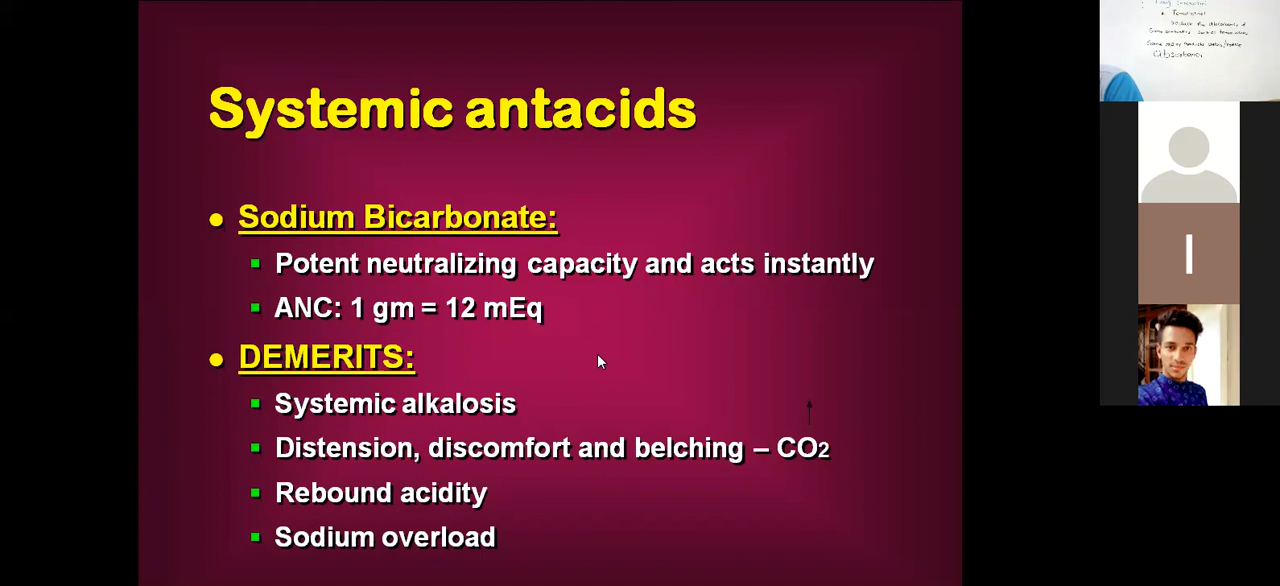 Systemic antacids
Sodium Bicarbonate:
Potent neutralizing capacity and acts instantly
ANC: 1 gm = 12 mEq
DEMERITS:
Systemic alkalosis
Distension, discomfort and belching – CO2
Rebound acidity
Sodium overload
I